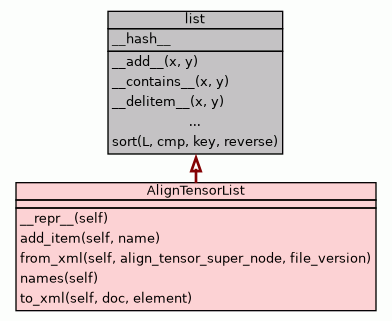 list
__hash__
__add__(x, y)
__contains__(x, y)
__delitem__(x, y)
...
sort(L, cmp, key, reverse)
AlignTensorList
__repr__(self)
add_item(self, name)
from_xml(self, align_tensor_super_node, file_version)
names(self)
to_xml(self, doc, element)